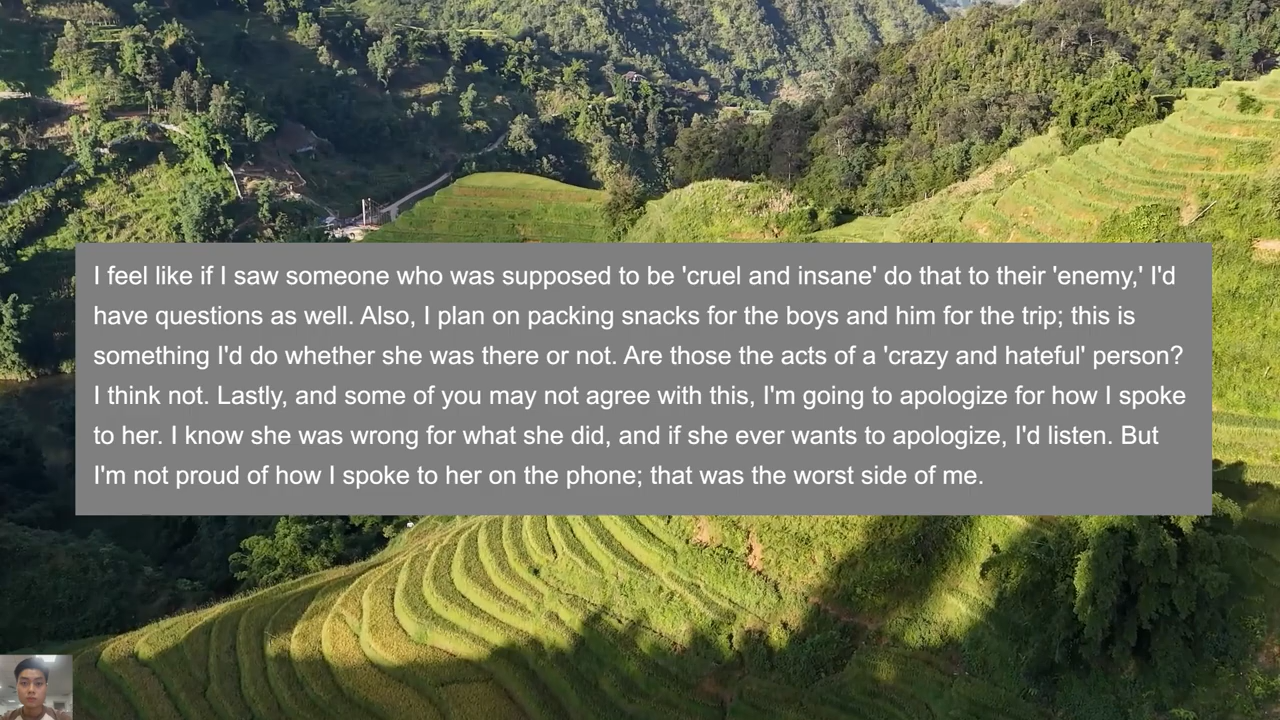 I feel like if I saw someone who was supposed to be 'cruel and insane' do that to their 'enemy,' I'd
have questions as well. Also, I plan on packing snacks for the boys and him for the trip; this is
something I'd do whether she was there or not. Are those the acts of a 'crazy and hateful' person?
I think not. Lastly, and some of you may not agree with this, I'm going to apologize for how I spoke
to her. I know she was wrong for what she did, and if she ever wants to apologize, I'd listen. But
I'm not proud of how I spoke to her on the phone; that was the worst side of me.